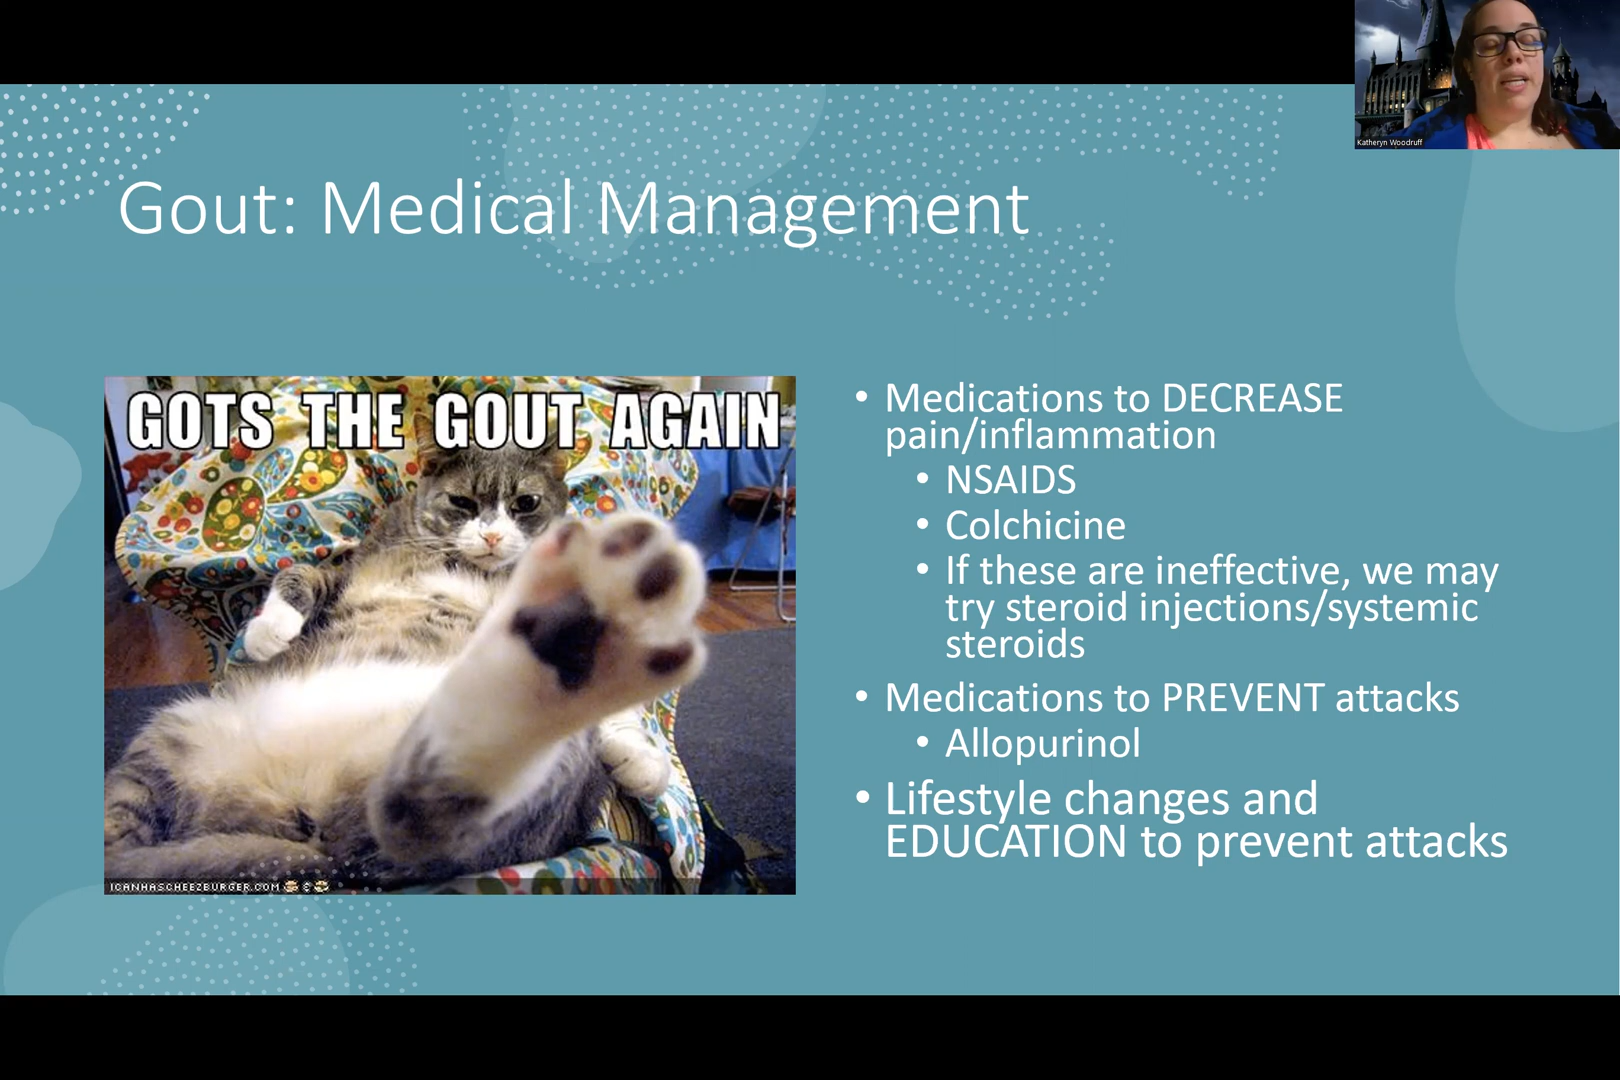 Katheryn Woodruff
Gout: Medical Management
GOTS THE GOUT AGAIN
ICANHASCHEEZBURGER.COM
• Medications to DECREASE
pain/inflammation
• NSAIDS
• Colchicine
• If these are ineffective, we may
try steroid injections/systemic
steroids
• Medications to PREVENT attacks
• Allopurinol
• Lifestyle changes and
EDUCATION to prevent attacks